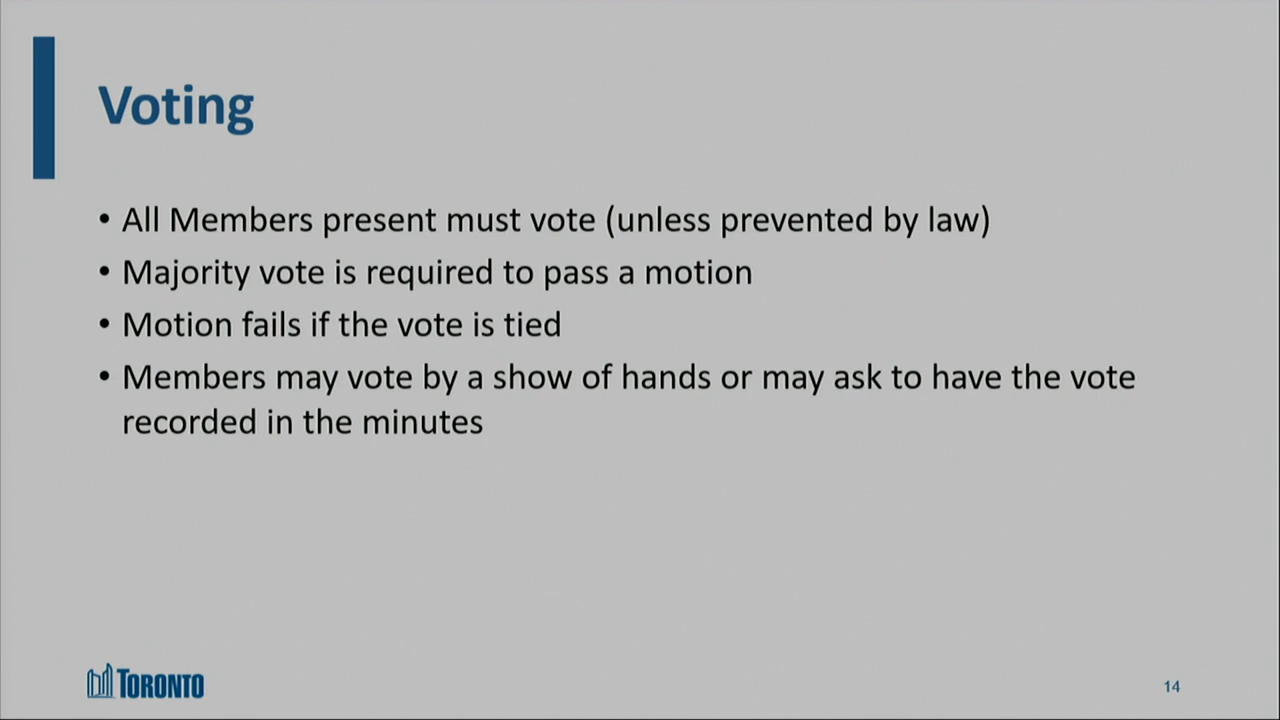 Voting
• All Members present must vote (unless prevented by law)
• Majority vote is required to pass a motion
• Motion fails if the vote is tied
• Members may vote by a show of hands or may ask to have the vote
recorded in the minutes
TORONTO
14